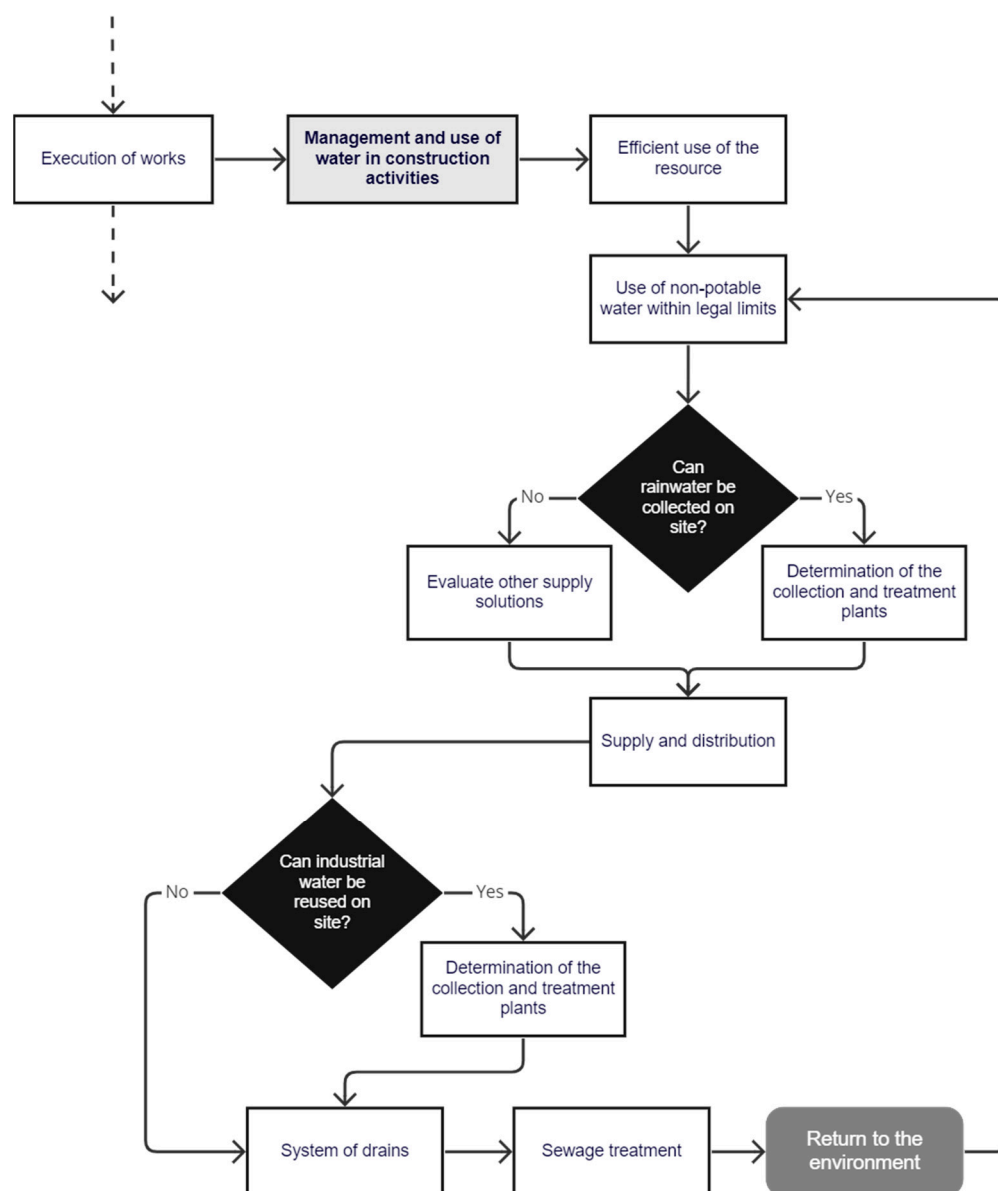 Execution of works
Management and use of
water in construction
activities
Efficient use of the
resource
Use of non-potable
water within legal limits
Can
rainwater be
collected on
site?
No
Yes
Evaluate other supply
solutions
Determination of the
collection and treatment
plants
Supply and distribution
Can industrial
water be
reused on
site?
No
Yes
Determination of the
collection and treatment
plants
System of drains
Sewage treatment
Return to the
environment